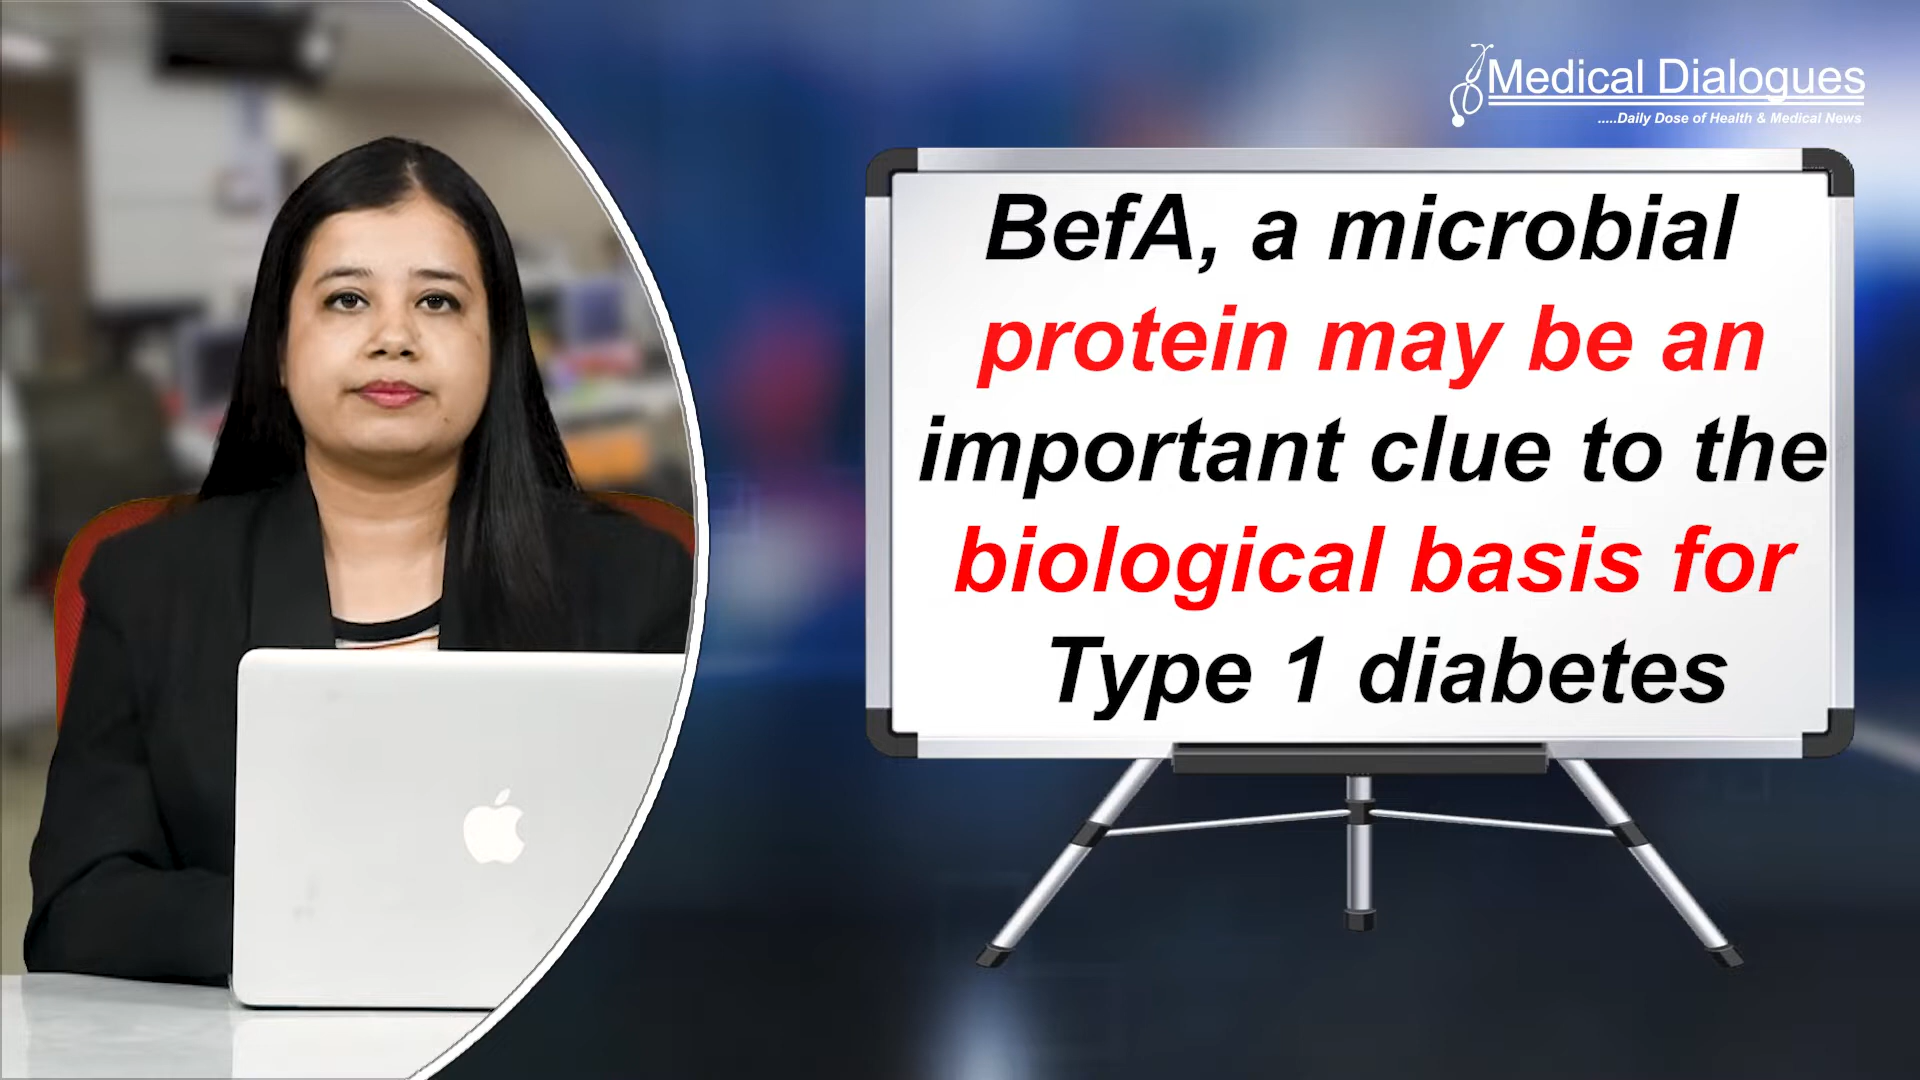 Medical Dialogues
.....Daily Dose of Health & Medical News
BefA, a microbial
protein may be an
important clue to the
biological basis for
Type 1 diabetes